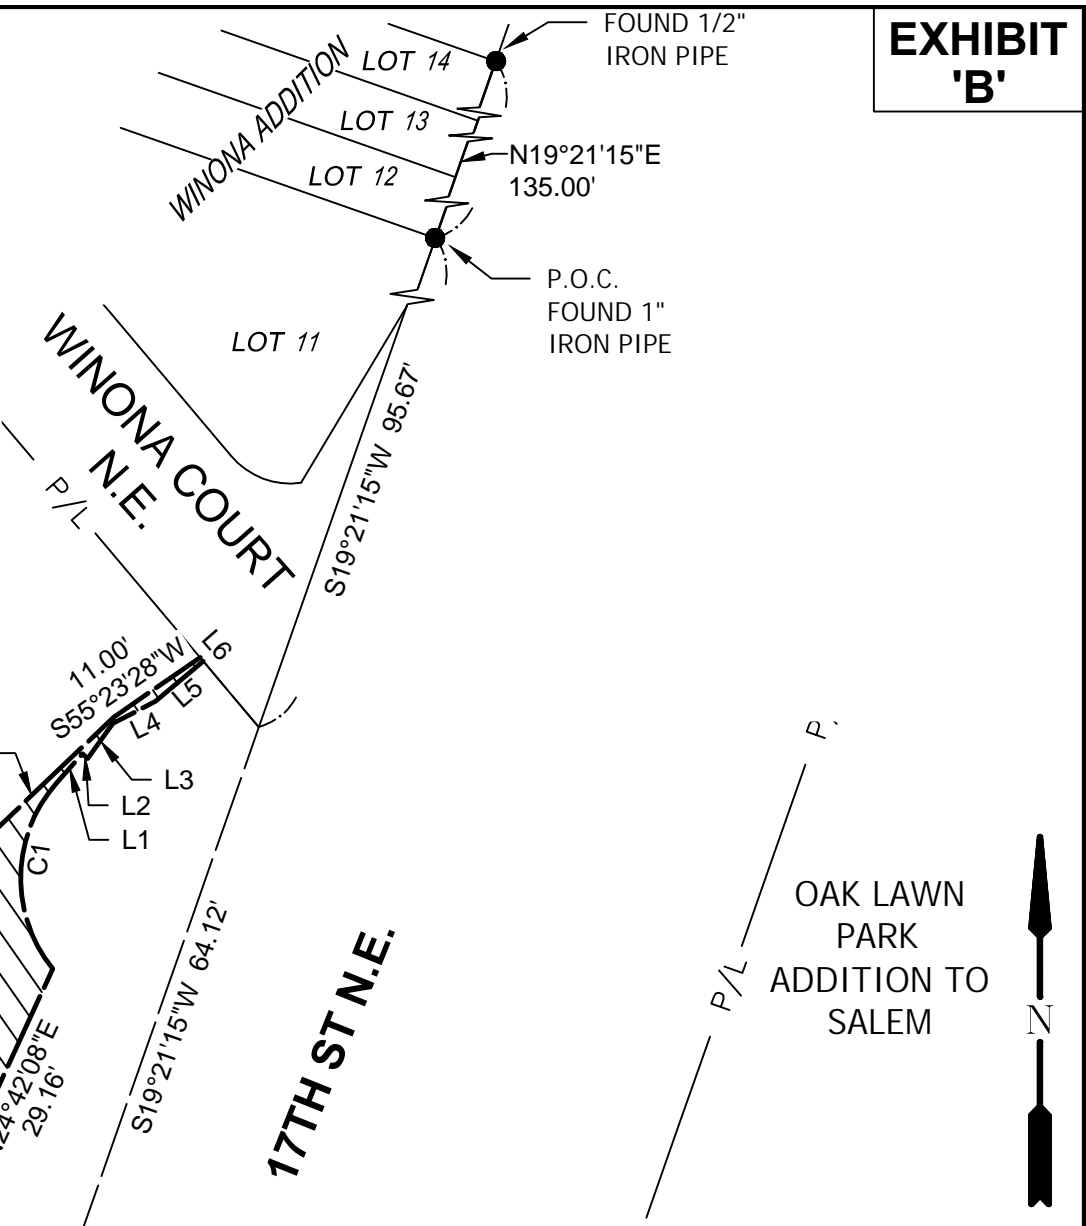 EXHIBIT
'B'
FOUND 1/2"
IRON PIPE
LOT 14
WINONA ADDITION
LOT 13
N19°21'15"E
135.00'
LOT 12
P.O.C.
FOUND 1"
IRON PIPE
LOT 11
WINONA COURT
N.E.
S19°21'15"W 95.67'
P/L
11.00'
S55°23'28"W
L6
L5
L4
L3
L2
L1
C1
S19°21'15"W 64.12'
24°42'08"E
29.16'
17TH ST N.E.
P/L
OAK LAWN
PARK
ADDITION TO
SALEM
N